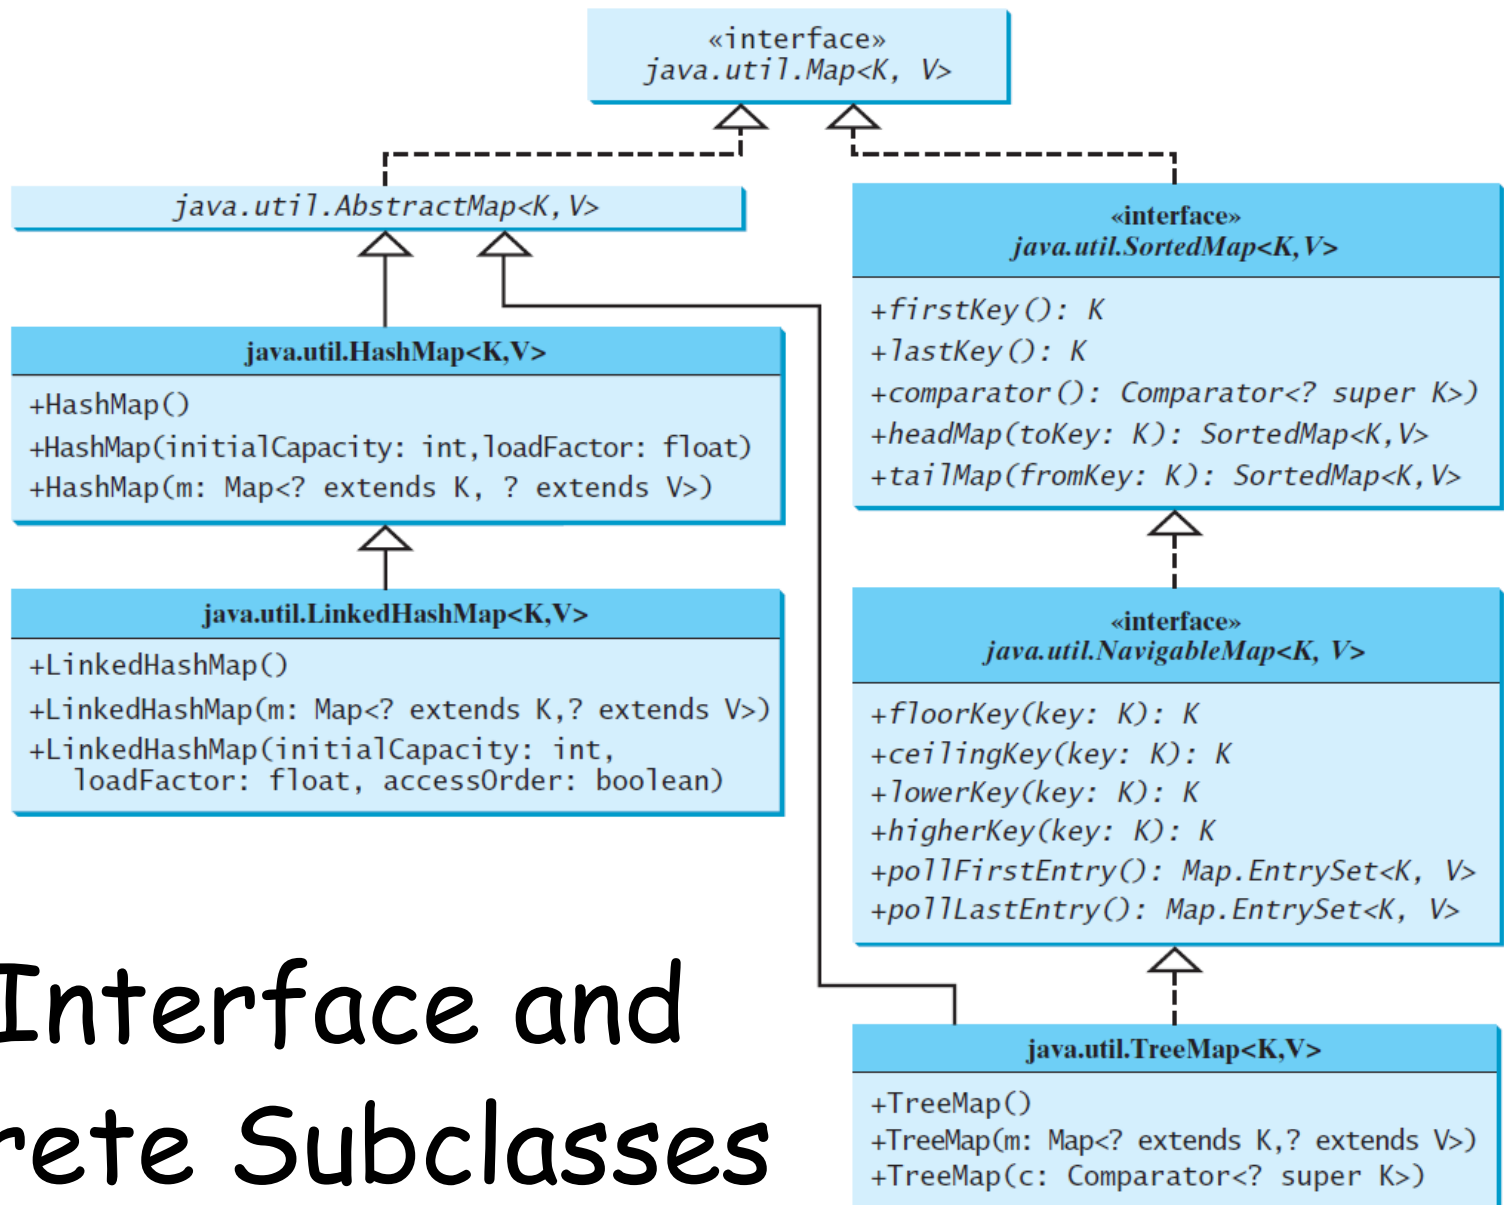 «interface»
java.util.Map<K, V>
java.util.AbstractMap<K,V>
java.util.HashMap<K,V>
+HashMap()
+HashMap(initialCapacity: int,loadFactor: float)
+HashMap(m: Map<? extends K, ? extends V>)
java.util.LinkedHashMap<K,V>
+LinkedHashMap()
+LinkedHashMap(m: Map<? extends K,? extends V>)
+LinkedHashMap(initialCapacity: int,
loadFactor: float, accessOrder: boolean)
«interface»
java.util.SortedMap<K,V>
+firstKey(): K
+lastKey(): K
+comparator(): Comparator<? super K>)
+headMap(toKey: K): SortedMap<K,V>
+tailMap(fromKey: K): SortedMap<K,V>
«interface»
java.util.NavigableMap<K, V>
+floorKey(key: K): K
+ceilingKey(key: K): K
+lowerKey(key: K): K
+higherKey(key: K): K
+pollFirstEntry(): Map.EntrySet<K, V>
+pollLastEntry(): Map.EntrySet<K, V>
java.util.TreeMap<K,V>
+TreeMap()
+TreeMap(m: Map<? extends K,? extends V>)
+TreeMap(c: Comparator<? super K>)
Interface and
rete Subclasses